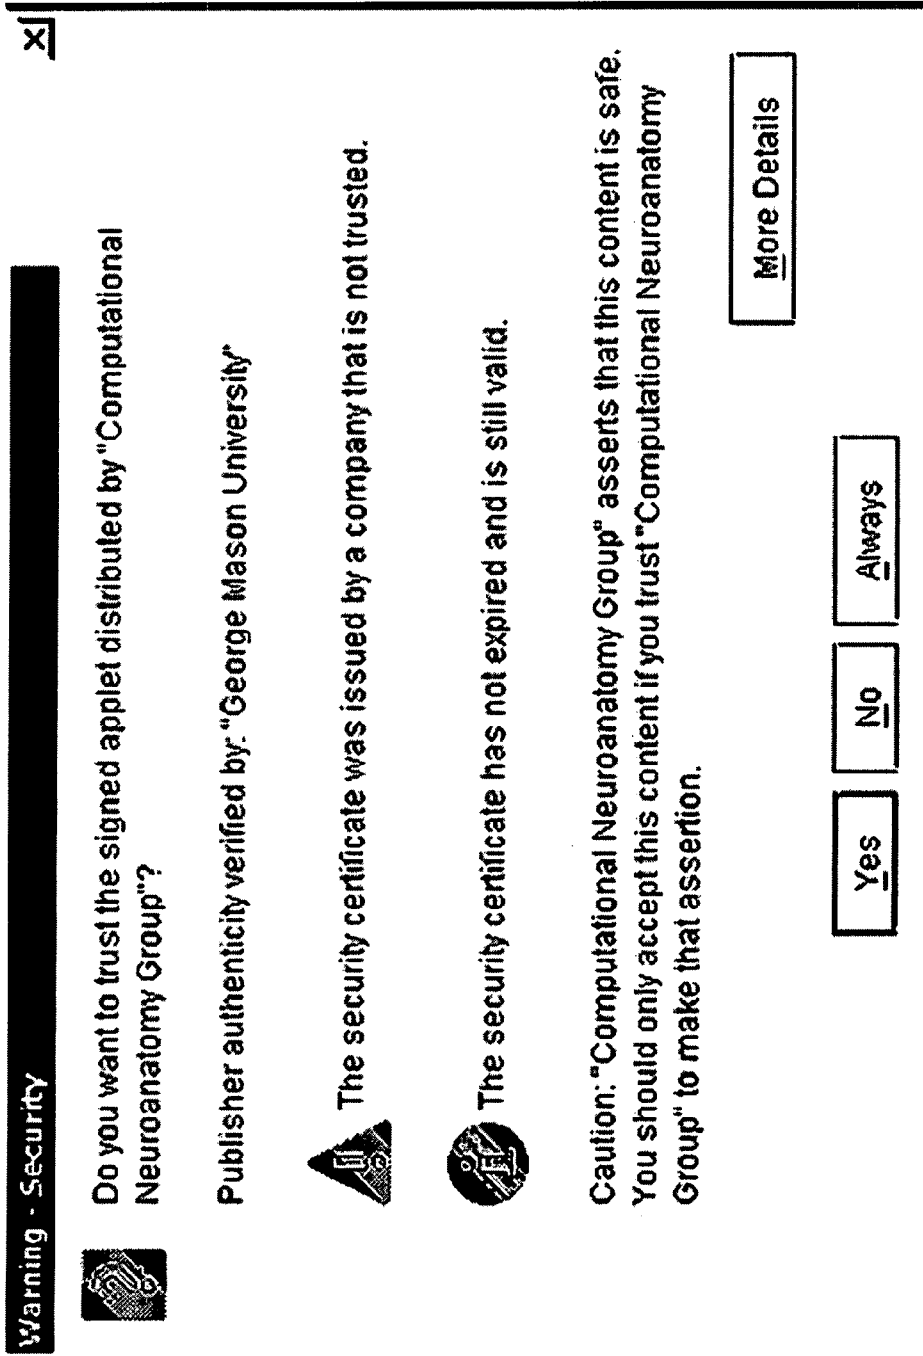 Warning - Security
Do you want to trust the signed applet distributed by "Computational
Neuroanatomy Group"?
Publisher authenticity verified by: "George Mason University"
The security certificate was issued by a company that is not trusted.
The security certificate has not expired and is still valid.
Caution: "Computational Neuroanatomy Group" asserts that this content is safe.
You should only accept this content if you trust "Computational Neuroanatomy
Group" to make that assertion.
More Details
Yes
No
Always